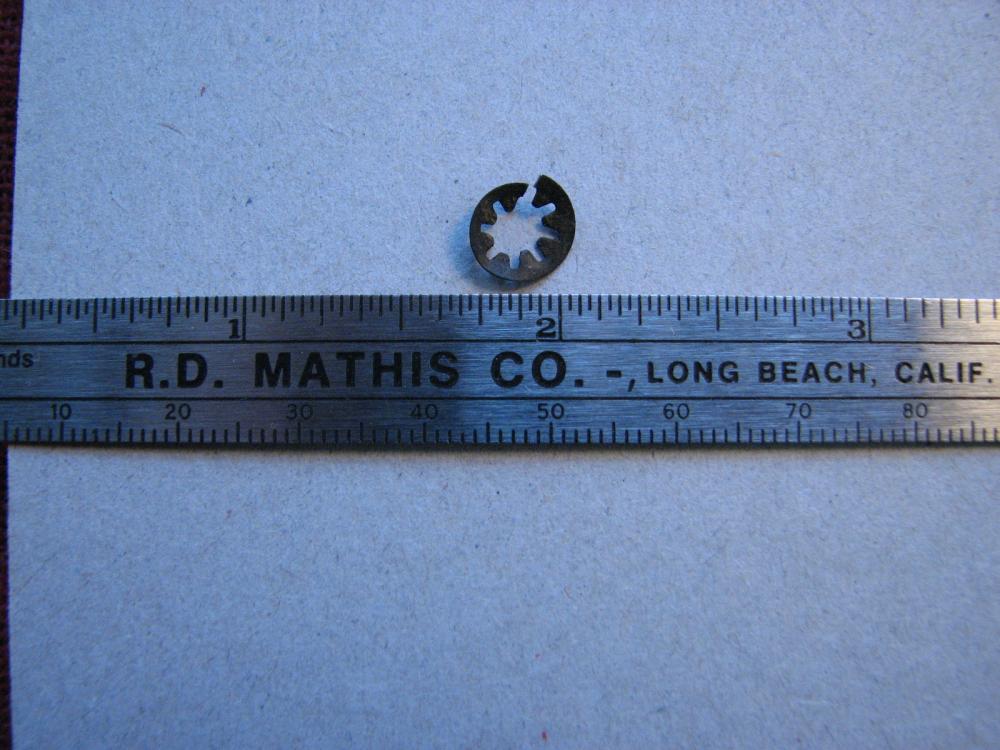 1 2 3
nds R.D. MATHIS CO. -, LONG BEACH, CALIF.
10 20 30 40 50 60 70 80